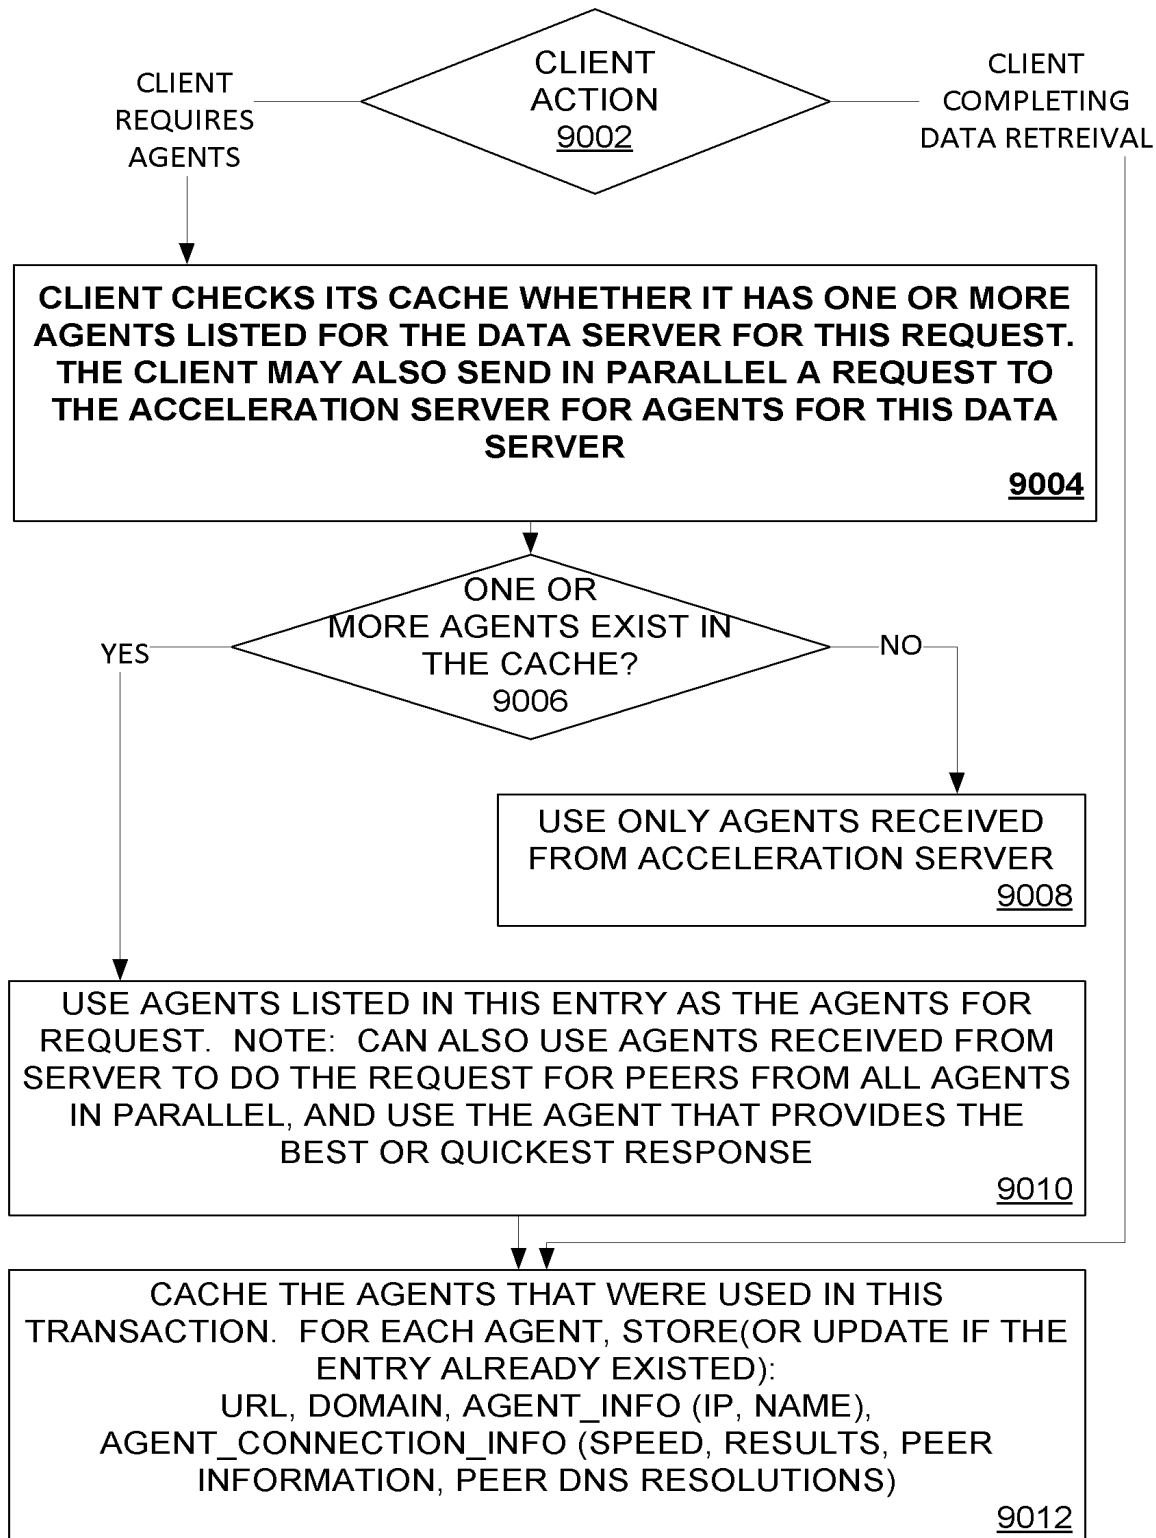 CLIENT
ACTION
9002
CLIENT
REQUIRES
AGENTS
CLIENT
COMPLETING
DATA RETREIVAL
CLIENT CHECKS ITS CACHE WHETHER IT HAS ONE OR MORE
AGENTS LISTED FOR THE DATA SERVER FOR THIS REQUEST.
THE CLIENT MAY ALSO SEND IN PARALLEL A REQUEST TO
THE ACCELERATION SERVER FOR AGENTS FOR THIS DATA
SERVER
9004
ONE OR
MORE AGENTS EXIST IN
THE CACHE?
9006
YES
NO
USE ONLY AGENTS RECEIVED
FROM ACCELERATION SERVER
9008
USE AGENTS LISTED IN THIS ENTRY AS THE AGENTS FOR
REQUEST. NOTE: CAN ALSO USE AGENTS RECEIVED FROM
SERVER TO DO THE REQUEST FOR PEERS FROM ALL AGENTS
IN PARALLEL, AND USE THE AGENT THAT PROVIDES THE
BEST OR QUICKEST RESPONSE
9010
CACHE THE AGENTS THAT WERE USED IN THIS
TRANSACTION. FOR EACH AGENT, STORE(OR UPDATE IF THE
ENTRY ALREADY EXISTED):
URL, DOMAIN, AGENT_INFO (IP, NAME),
AGENT_CONNECTION_INFO (SPEED, RESULTS, PEER
INFORMATION, PEER DNS RESOLUTIONS)
9012